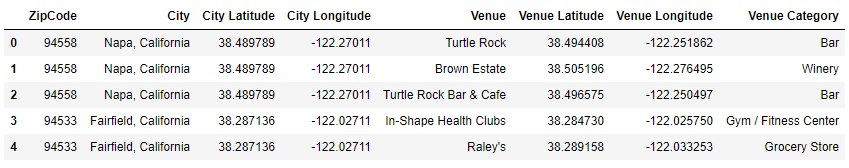 ZipCode City City Latitude City Longitude Venue Venue Latitude Venue Longitude Venue Category
0 94558 Napa, California 38.489789 -122.27011 Turtle Rock 38.494408 -122.251862 Bar
1 94558 Napa, California 38.489789 -122.27011 Brown Estate 38.505196 -122.276495 Winery
2 94558 Napa, California 38.489789 -122.27011 Turtle Rock Bar & Cafe 38.496575 -122.250497 Bar
3 94533 Fairfield, California 38.287136 -122.02711 In-Shape Health Clubs 38.284730 -122.025750 Gym / Fitness Center
4 94533 Fairfield, California 38.287136 -122.02711 Raley's 38.289158 -122.033253 Grocery Store